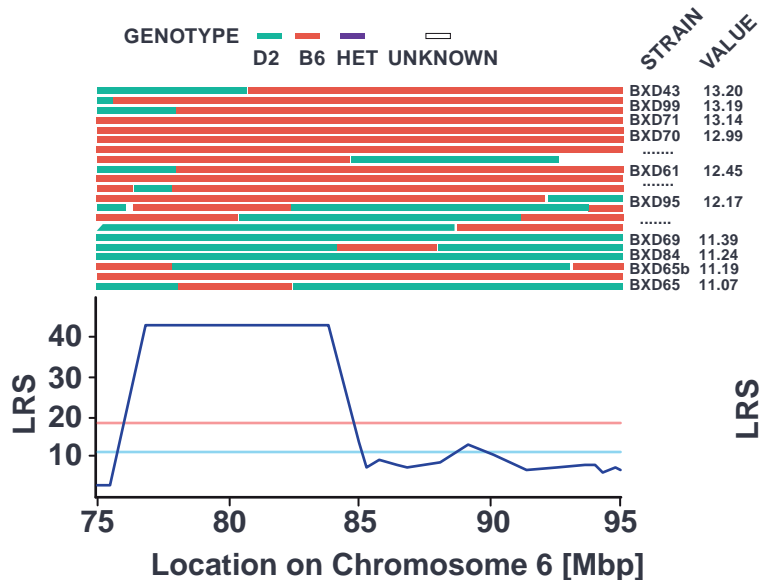 GENOTYPE
D2 B6 HET UNKNOWN
STRAIN VALUE
BXD43 13.20
BXD99 13.19
BXD71 13.14
BXD70 12.99
.......
BXD61 12.45
.......
BXD95 12.17
.......
BXD69 11.39
BXD84 11.24
BXD65b 11.19
BXD65 11.07
LRS
40
30
20
10
75 80 85 90 95
Location on Chromosome 6 [Mbp]
LRS